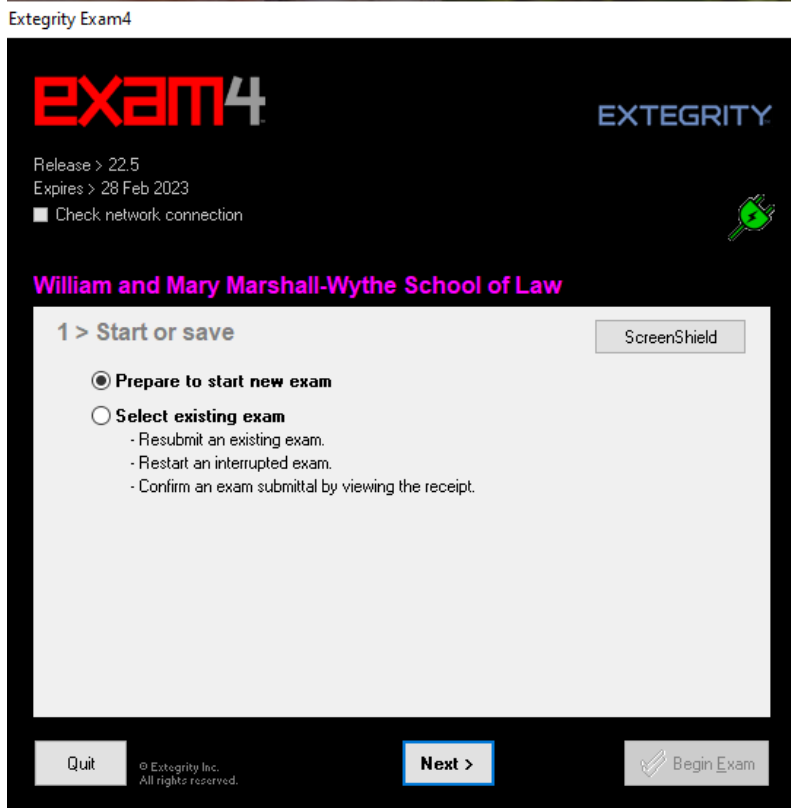 Extegrity Exam4
exam4
EXTEGRITY
Release > 22.5
Expires > 28 Feb 2023
Check network connection
William and Mary Marshall-Wythe School of Law
1 > Start or save
ScreenShield
Prepare to start new exam
Select existing exam
- Resubmit an existing exam.
- Restart an interrupted exam.
- Confirm an exam submittal by viewing the receipt.
Quit
© Extegrity Inc.
All rights reserved.
Next >
Begin Exam